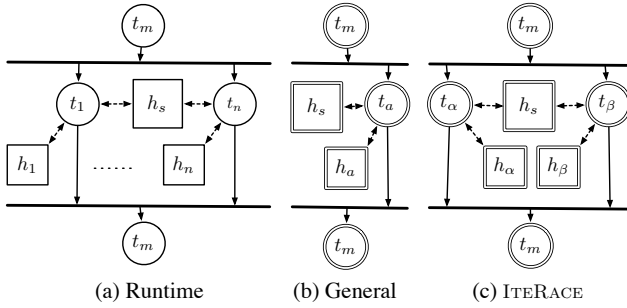 t_m t_m t_m
t_1 h_s t_n h_s t_a t_α h_s t_β
h_1 ...... h_n h_a h_α h_β
t_m t_m t_m
(a) Runtime (b) General (c) ITERACE